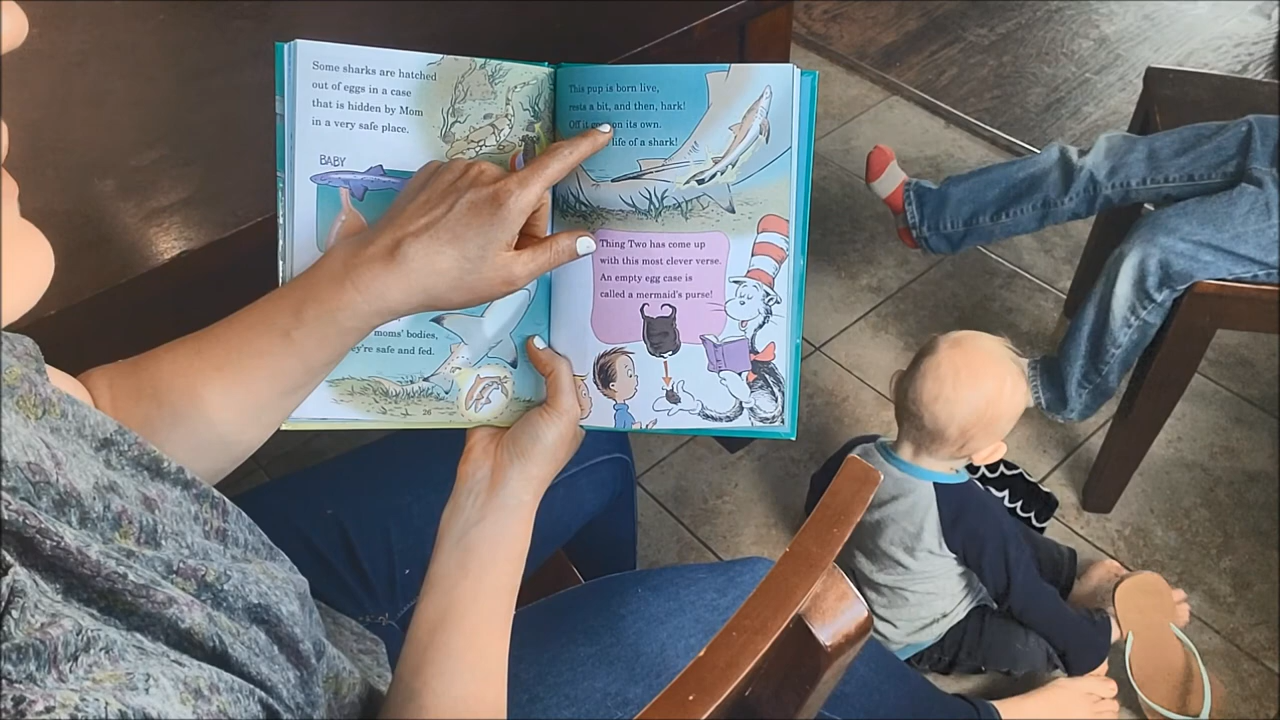 Some sharks are hatched
out of eggs in a case
that is hidden by Mom
in a very safe place.
BABY
moms' bodies,
they're safe and fed.
26
This pup is born live,
rests a bit, and then, hark!
Off it on its own.
life of a shark!
Thing Two has come up
with this most clever verse.
An empty egg case is
called a mermaid's purse!